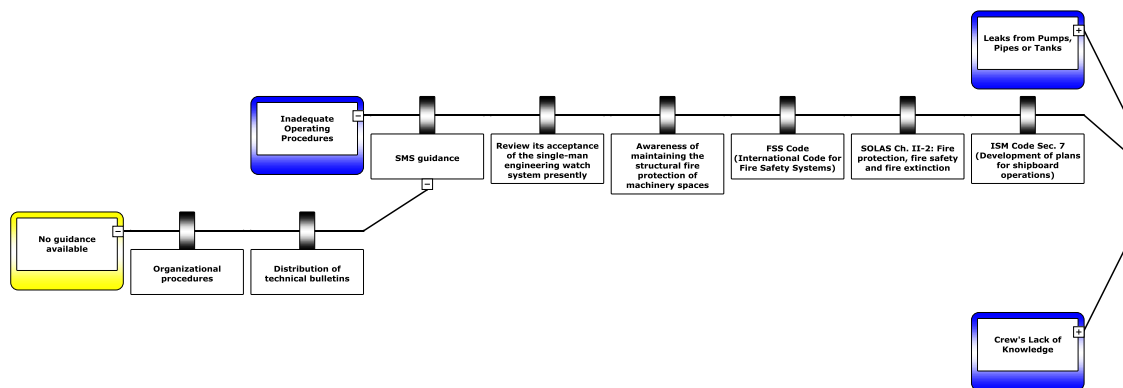 Leaks from Pumps,
Pipes or Tanks
Inadequate
Operating
Procedures
SMS guidance
Review its acceptance
of the single-man
engineering watch
system presently
Awareness of
maintaining the
structural fire
protection of
machinery spaces
FSS Code
(International Code for
Fire Safety Systems)
SOLAS Ch. II-2: Fire
protection, fire safety
and fire extinction
ISM Code Sec. 7
(Development of plans
for shipboard
operations)
No guidance
available
Organizational
procedures
Distribution of
technical bulletins
Crew's Lack of
Knowledge